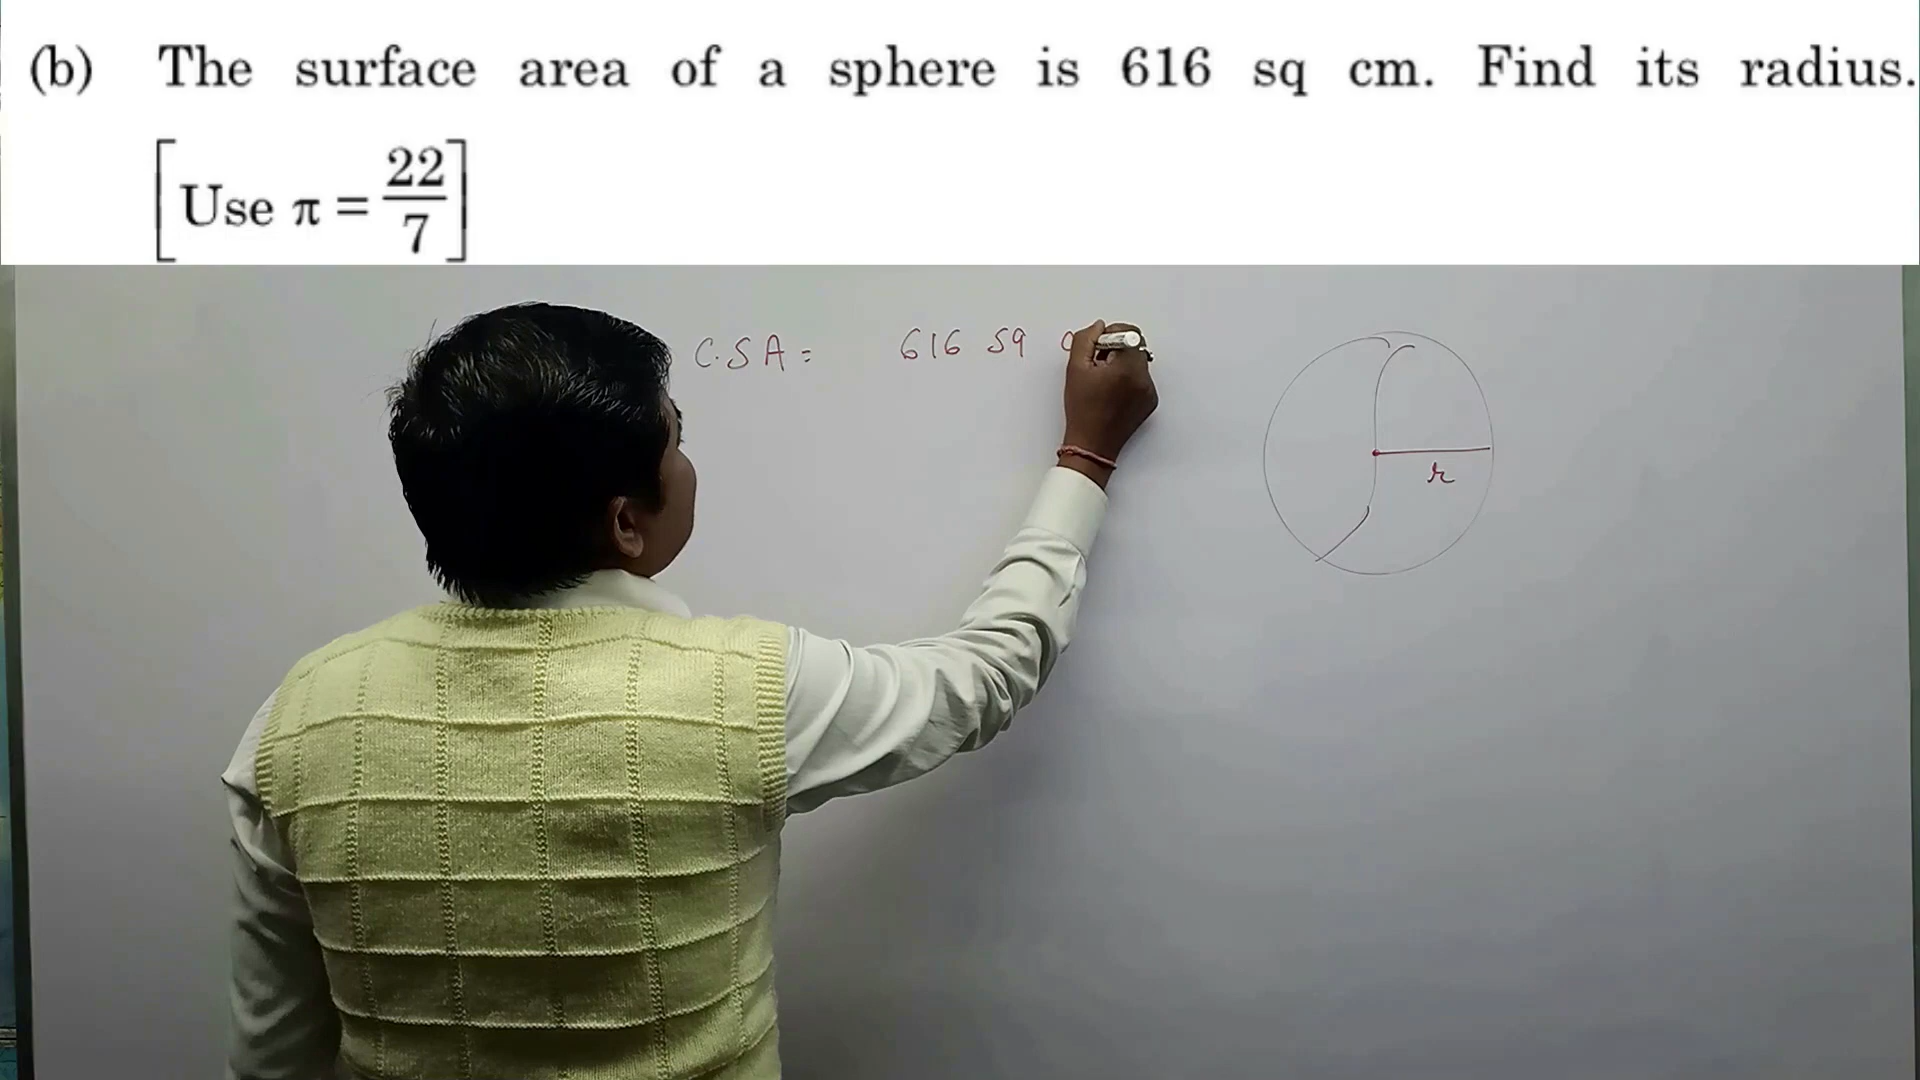 (b) The surface area of a sphere is 616 sq cm. Find its radius.
[Use π = 22/7]
C.S.A = 616 sq
r